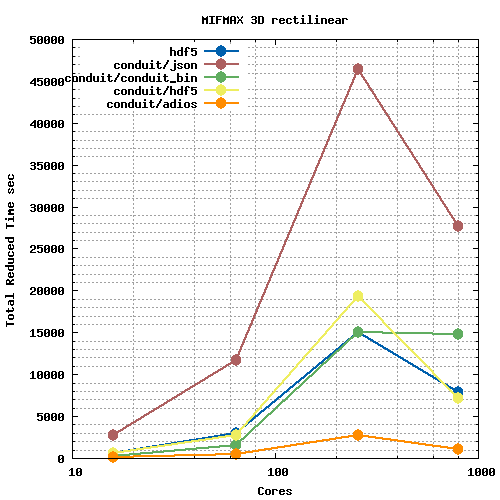 MIFMAX 3D rectilinear
50000
45000
40000
35000
30000
25000
20000
15000
10000
5000
0
Total Reduced Time sec
hdf5
conduit/json
conduit/conduit_bin
conduit/hdf5
conduit/adios
10
100
1000
Cores